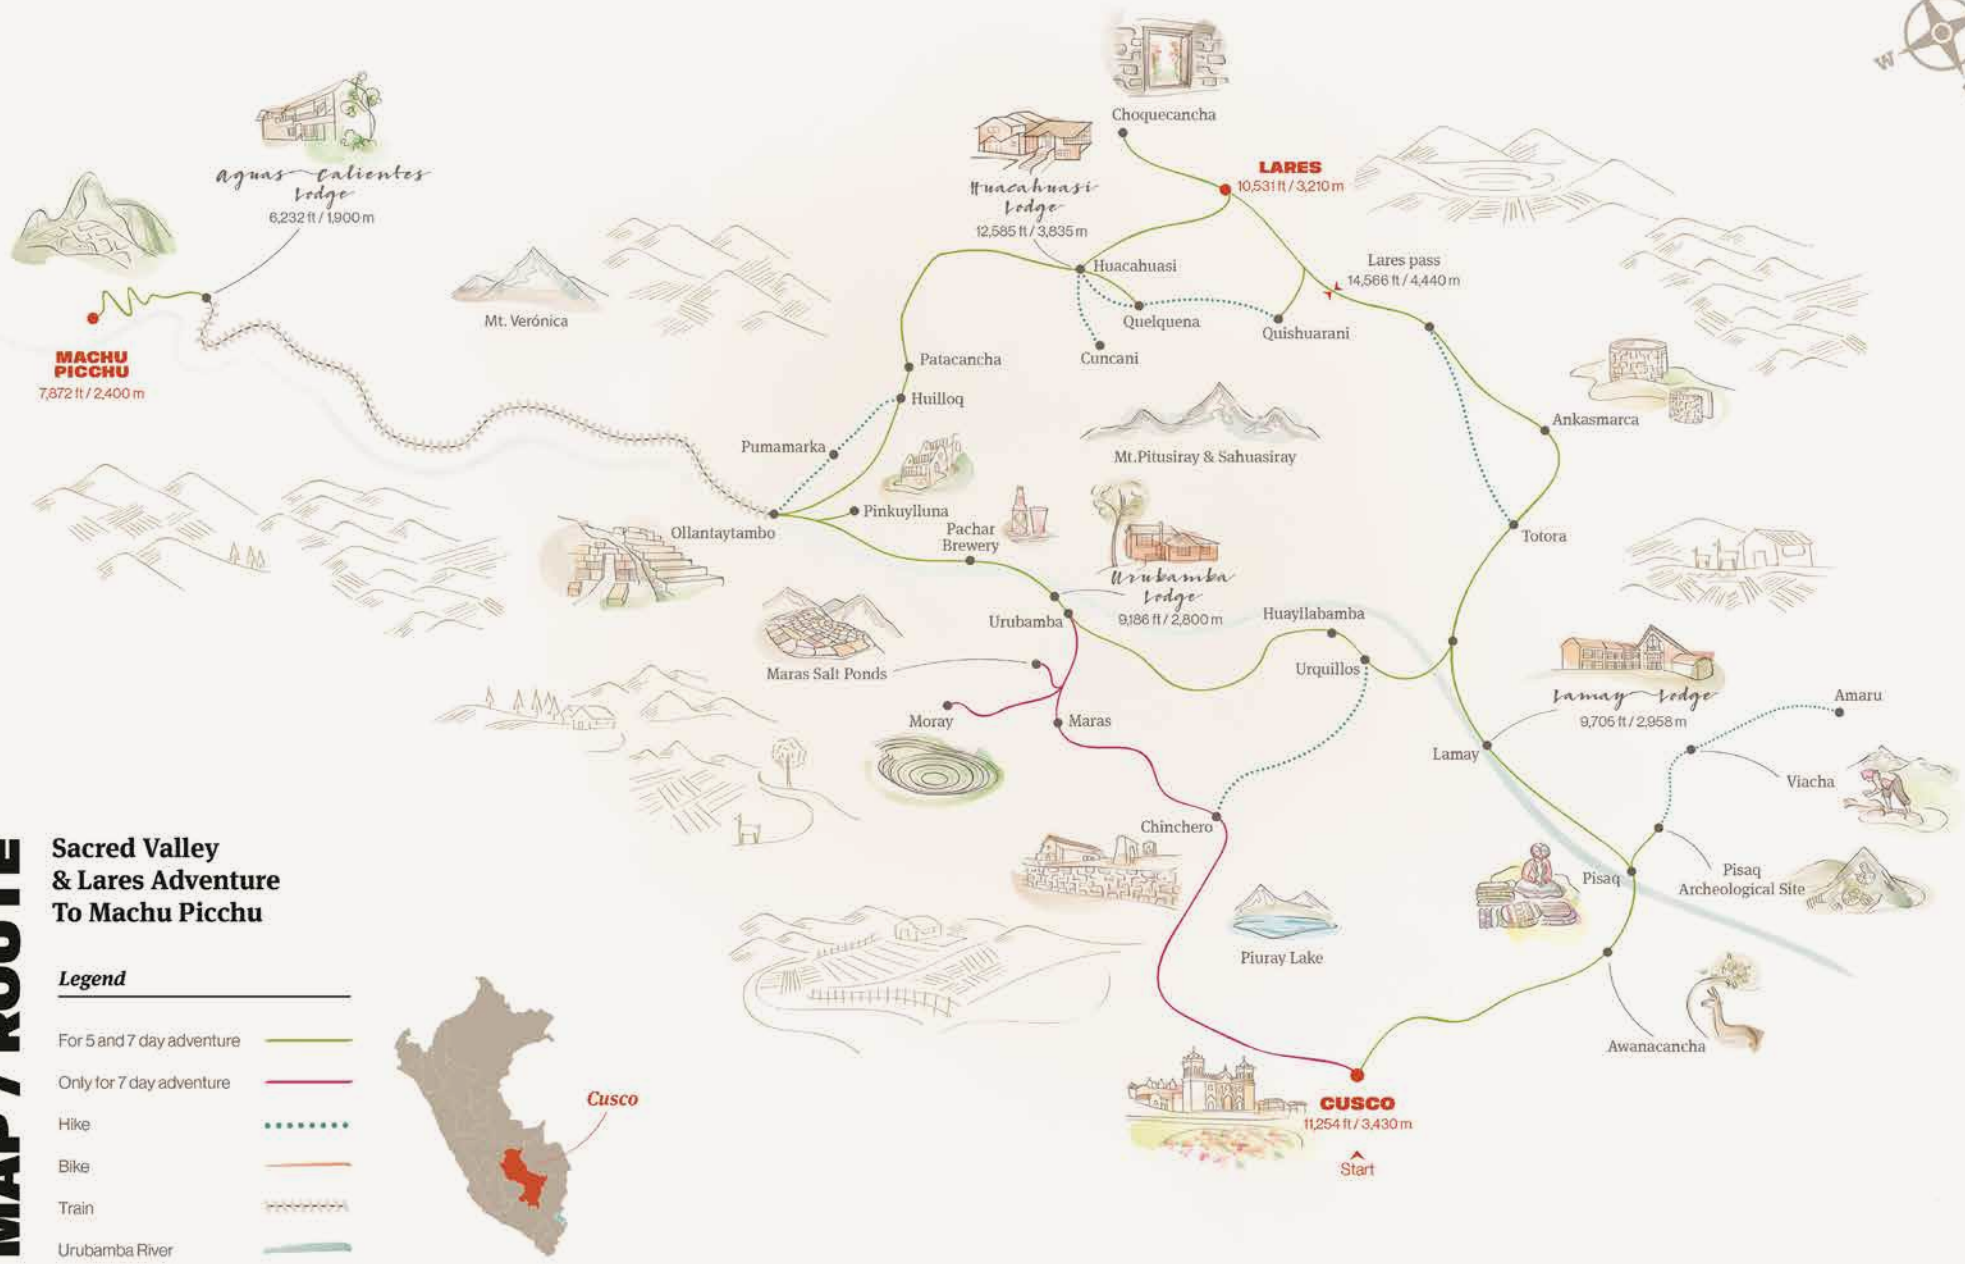 W
Choquecancha
LARES
10,531 ft / 3,210 m
Huacahuasi
Lodge
12,585 ft / 3,835 m
aguas calientes
Lodge
6,232 ft / 1,900 m
Lares pass
14,566 ft / 4,440 m
Huacahuasi
Quelquena
Quishuarani
Cuncani
Mt. Verónica
MACHU
PICCHU
7,872 ft / 2,400 m
Patacancha
Huilloq
Pumamarka
Ankasmarca
Mt.Pitusiray & Sahuasiray
Pinkuylluna
Ollantaytambo
Pachar
Brewery
Totora
Urubamba
Lodge
9,186 ft / 2,800 m
Urubamba
Huayllabamba
Urquillos
Maras Salt Ponds
Moray
Maras
Lamay Lodge
9,705 ft / 2,958 m
Amaru
Lamay
Viacha
Chinchero
Pisaq
Pisaq
Archeological Site
Piuray Lake
Awanacancha
CUSCO
11,254 ft / 3,430 m
Start
MAP / ROUTE
Sacred Valley
& Lares Adventure
To Machu Picchu
Legend
For 5 and 7 day adventure
Only for 7 day adventure
Hike
Bike
Train
Urubamba River
Cusco